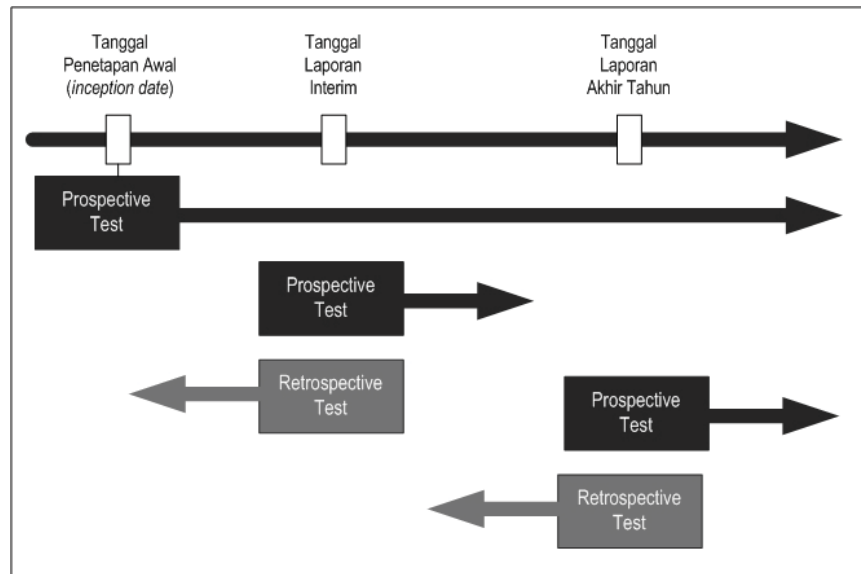 Tanggal
Penetapan Awal
(inception date)
Tanggal
Laporan
Interim
Tanggal
Laporan
Akhir Tahun
Prospective
Test
Prospective
Test
Retrospective
Test
Prospective
Test
Retrospective
Test